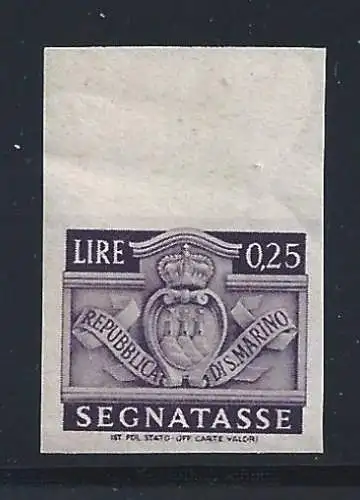 LIRE 0,25
REPUBBLICA DI S. MARINO
SEGNATASSE
IST. POL. STATO - OFF. CARTE VALORI